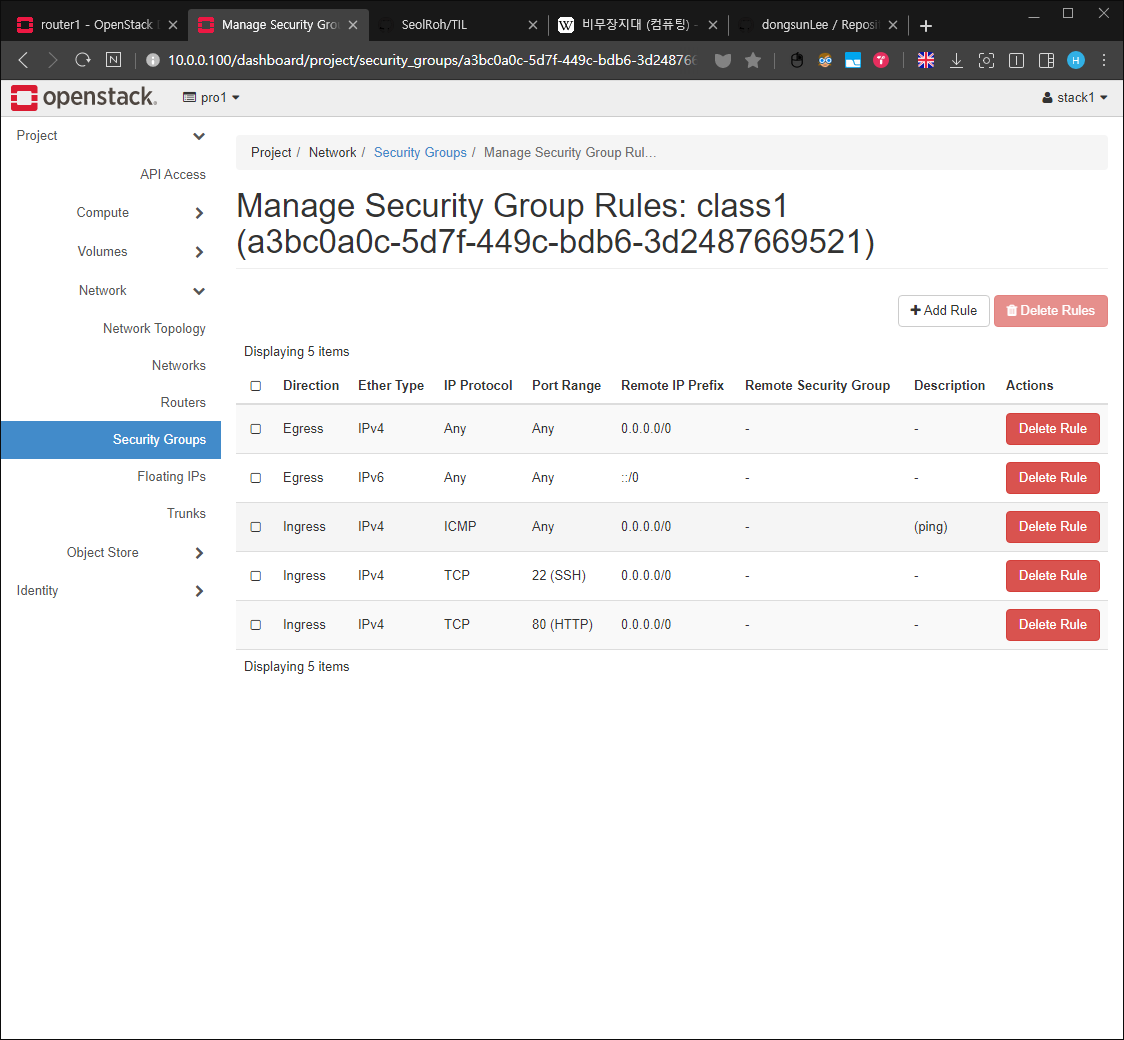 router1 - OpenStack
Manage Security Gro
SeolRoh/TIL
비무장지대 (컴퓨팅) -
dongsunLee / Reposi
10.0.0.100/dashboard/project/security_groups/a3bc0a0c-5d7f-449c-bdb6-3d24876
openstack.
pro1
stack1
Project
API Access
Compute
Volumes
Network
Network Topology
Networks
Routers
Security Groups
Floating IPs
Trunks
Object Store
Identity
Project / Network / Security Groups / Manage Security Group Rul…
Manage Security Group Rules: class1
(a3bc0a0c-5d7f-449c-bdb6-3d2487669521)
Add Rule
Delete Rules
Displaying 5 items
Direction Ether Type IP Protocol Port Range Remote IP Prefix Remote Security Group Description Actions
Egress IPv4 Any Any 0.0.0.0/0 - - Delete Rule
Egress IPv6 Any Any ::/0 - - Delete Rule
Ingress IPv4 ICMP Any 0.0.0.0/0 - (ping) Delete Rule
Ingress IPv4 TCP 22 (SSH) 0.0.0.0/0 - - Delete Rule
Ingress IPv4 TCP 80 (HTTP) 0.0.0.0/0 - - Delete Rule
Displaying 5 items